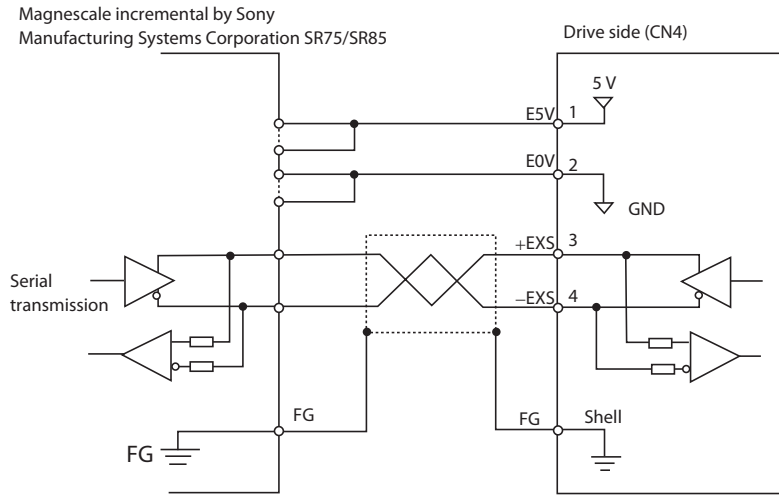 Magnescale incremental by Sony
Manufacturing Systems Corporation SR75/SR85
Drive side (CN4)
5 V
E5V 1
E0V 2
GND
+EXS 3
Serial
transmission
−EXS 4
FG
FG
Shell
FG